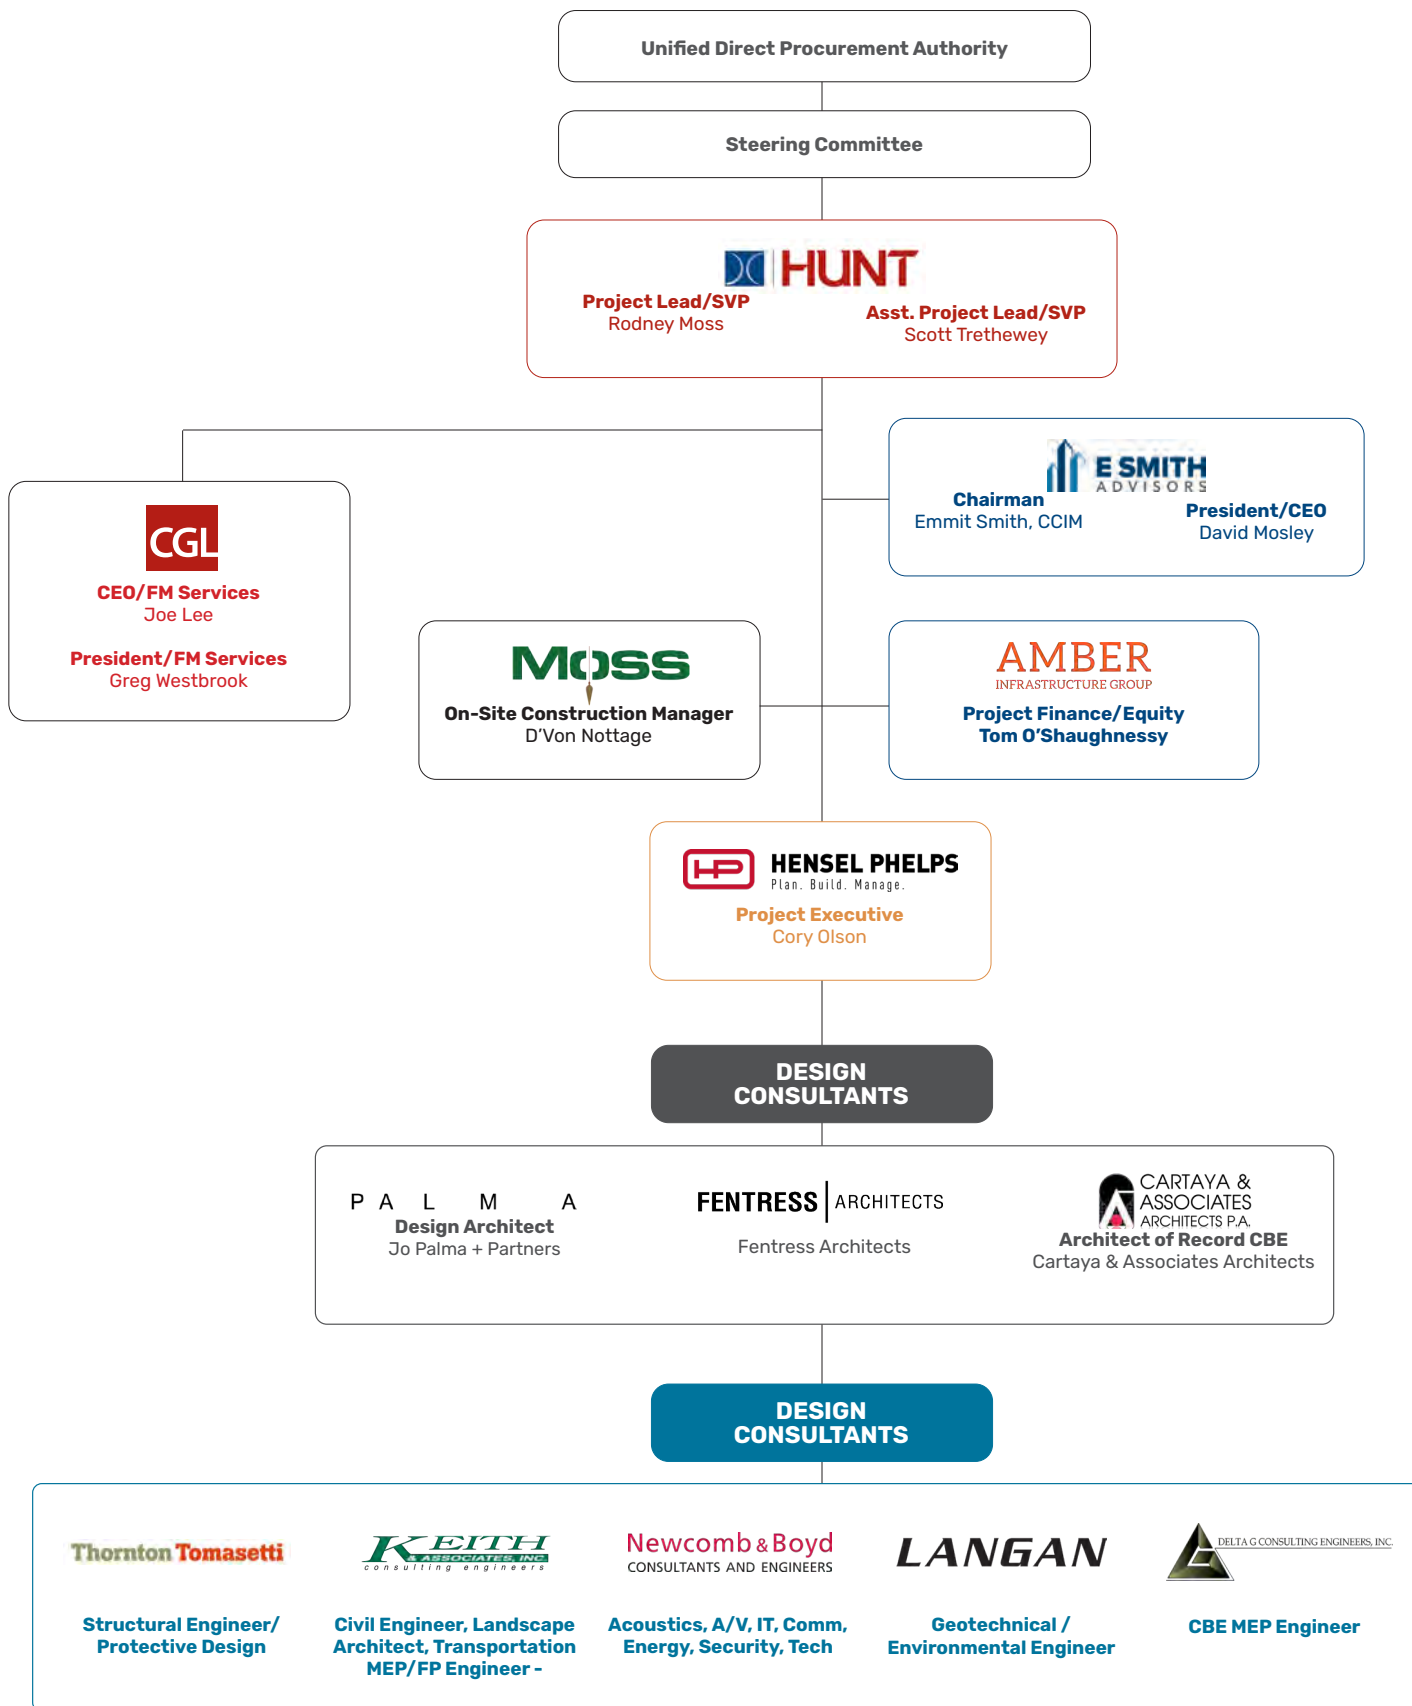 Unified Direct Procurement Authority
Steering Committee
HUNT
Project Lead/SVP
Rodney Moss
Asst. Project Lead/SVP
Scott Trethewey
E SMITH
ADVISORS
Chairman
Emmit Smith, CCIM
President/CEO
David Mosley
CGL
CEO/FM Services
Joe Lee
President/FM Services
Greg Westbrook
MOSS
On-Site Construction Manager
D'Von Nottage
AMBER
INFRASTRUCTURE GROUP
Project Finance/Equity
Tom O'Shaughnessy
HP HENSEL PHELPS
Plan. Build. Manage.
Project Executive
Cory Olson
DESIGN
CONSULTANTS
PALMA
Design Architect
Jo Palma + Partners
FENTRESS ARCHITECTS
Fentress Architects
CARTAYA &
ASSOCIATES
ARCHITECTS P.A.
Architect of Record CBE
Cartaya & Associates Architects
DESIGN
CONSULTANTS
Thornton Tomasetti
Structural Engineer/
Protective Design
KEITH
& ASSOCIATES, INC.
consulting engineers
Civil Engineer, Landscape
Architect, Transportation
MEP/FP Engineer -
Newcomb & Boyd
CONSULTANTS AND ENGINEERS
Acoustics, A/V, IT, Comm,
Energy, Security, Tech
LANGAN
Geotechnical /
Environmental Engineer
DELTA G CONSULTING ENGINEERS, INC.
CBE MEP Engineer